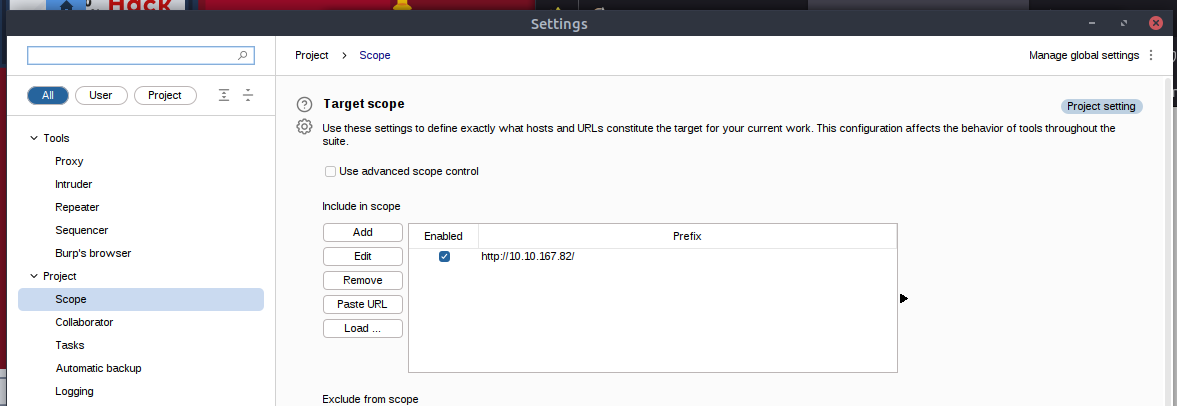 Hack
Settings
Project > Scope
Manage global settings
All
User
Project
Target scope
Project setting
Use these settings to define exactly what hosts and URLs constitute the target for your current work. This configuration affects the behavior of tools throughout the
suite.
Use advanced scope control
Tools
Proxy
Intruder
Repeater
Sequencer
Burp's browser
Project
Scope
Collaborator
Tasks
Automatic backup
Logging
Include in scope
Add
Edit
Remove
Paste URL
Load ...
Enabled
Prefix
http://10.10.167.82/
Exclude from scope